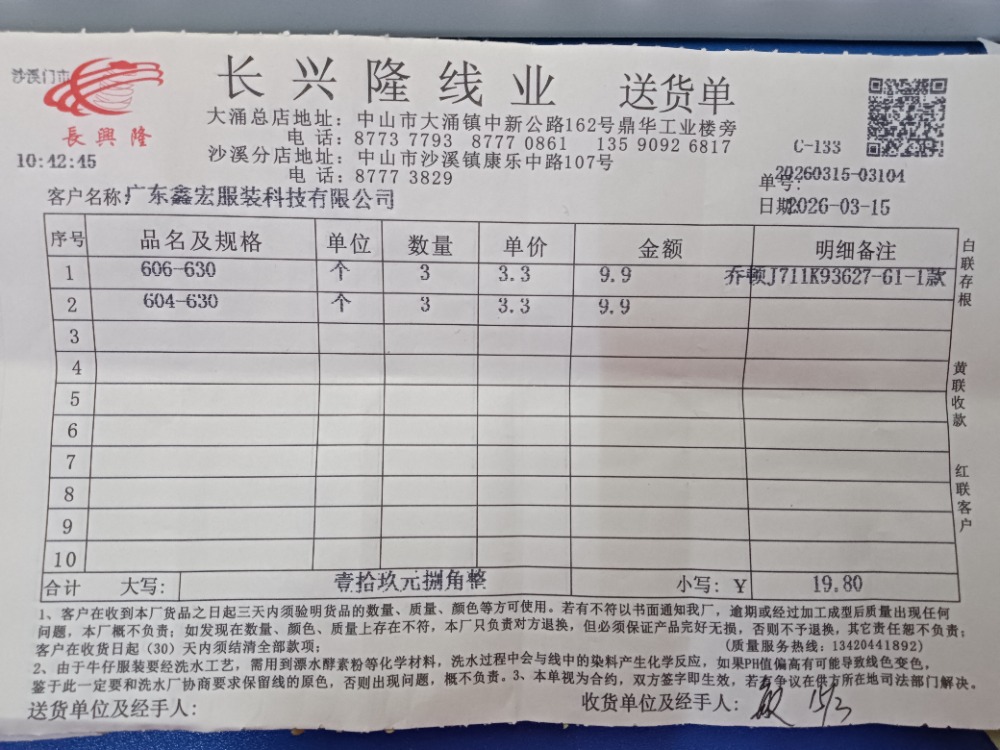 沙溪门市
長興隆
长兴隆线业 送货单
大涌总店地址：中山市大涌镇中新公路162号鼎华工业楼旁
电 话：8773 7793 8777 0861 135 9092 6817
沙溪分店地址：中山市沙溪镇康乐中路107号
电 话：8777 3829
C-133
10:42:45
单号：20260315-03104
客户名称：广东鑫宏服装科技有限公司
日期：2026-03-15
序号 品名及规格 单位 数量 单价 金额 明细备注
1 606-630 个 3 3.3 9.9 乔顿J711K93627-61-1款
2 604-630 个 3 3.3 9.9
3
4
5
6
7
8
9
10
合计 大写： 壹拾玖元捌角整 小写：￥ 19.80
白联存根
黄联收款
红联客户
1、客户在收到本厂货品之日起三天内须验明货品的数量、质量、颜色等方可使用。若有不符以书面通知我厂，逾期或经过加工成型后质量出现任何
问题，本厂概不负责；如发现在数量、颜色、质量上存在不符，本厂只负责对方退换，但必须保证产品完好无损，否则不予退换，其它责任恕不负责；
客户在收货日起（30）天内须结清全部款项； （质量服务热线：13420441892）
2、由于牛仔服装要经洗水工艺，需用到漂水酵素粉等化学材料，洗水过程中会与线中的染料产生化学反应，如果PH值偏高有可能导致线色变色，
鉴于此一定要和洗水厂协商要求保留线的原色，否则出现问题，概不负责。3、本单视为合约，双方签字即生效，若有争议在供方所在地司法部门解决。
送货单位及经手人： 收货单位及经手人： 15/3